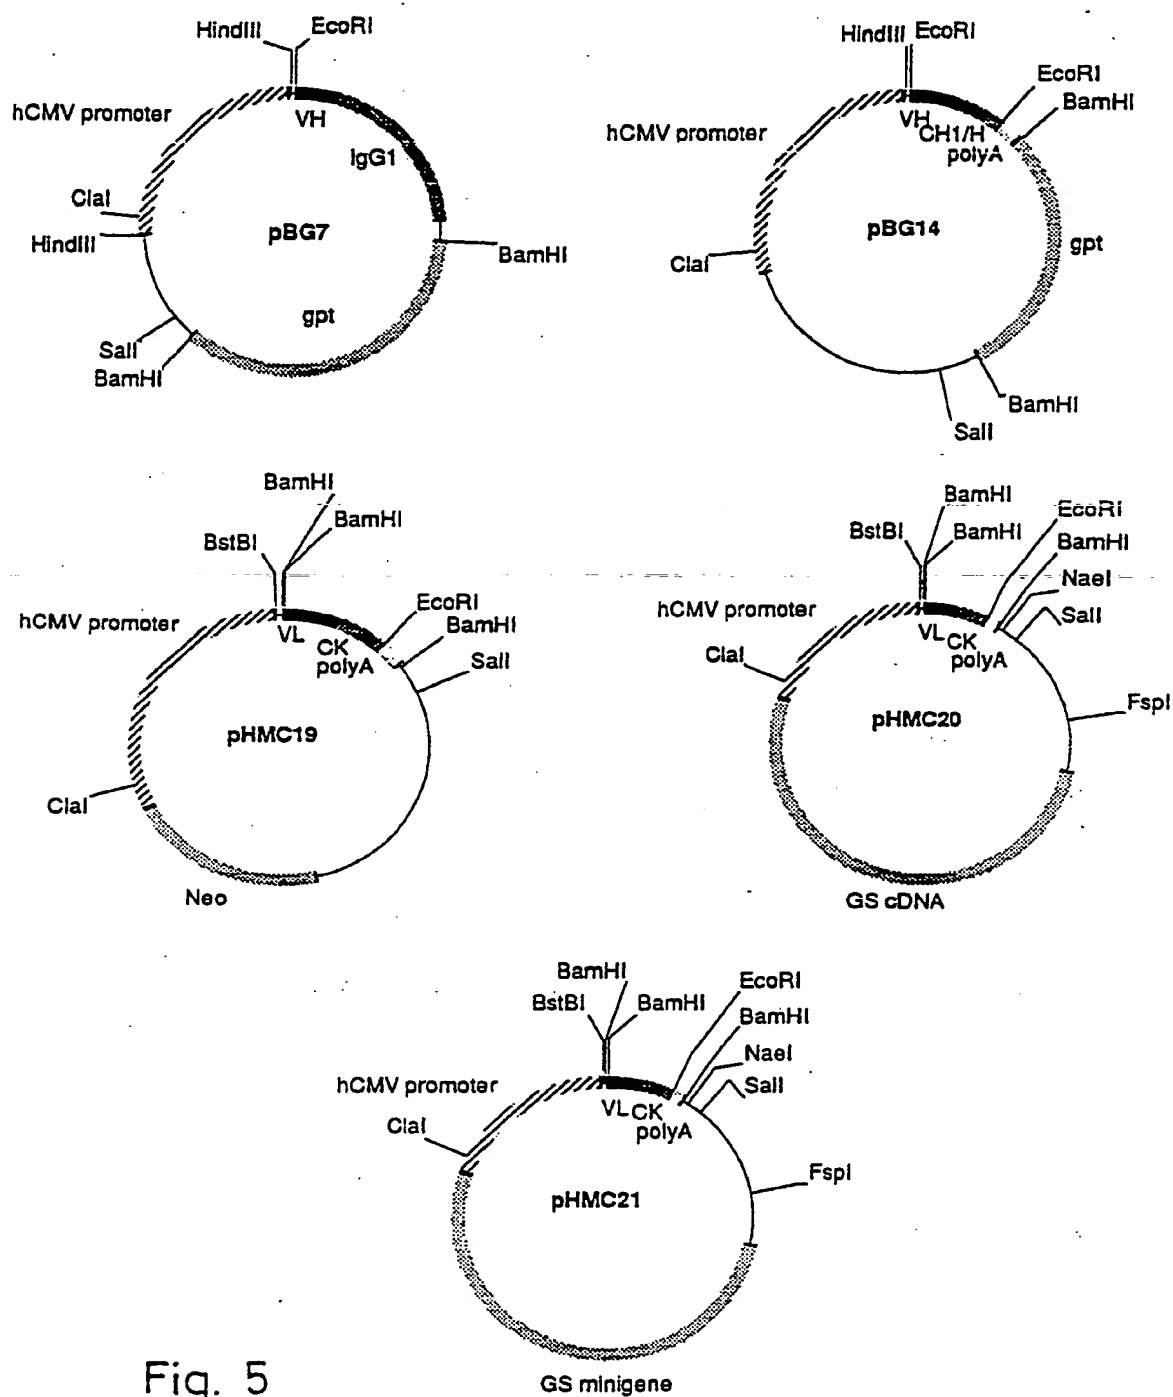 HindIII
EcoRI
hCMV promoter
VH
IgG1
ClaI
HindIII
pBG7
BamHI
gpt
SalI
BamHI
HindIII
EcoRI
EcoRI
BamHI
hCMV promoter
VH
CH1/H
polyA
pBG14
gpt
ClaI
BamHI
SalI
BamHI
BamHI
BstBI
EcoRI
hCMV promoter
VL
CK
BamHI
polyA
SalI
pHMC19
ClaI
Neo
BamHI
EcoRI
BstBI
BamHI
BamHI
NaeI
hCMV promoter
SalI
VL
CK
polyA
ClaI
FspI
pHMC20
GS cDNA
BamHI
EcoRI
BstBI
BamHI
BamHI
NaeI
hCMV promoter
SalI
VL
CK
polyA
ClaI
FspI
pHMC21
Fig. 5
GS minigene